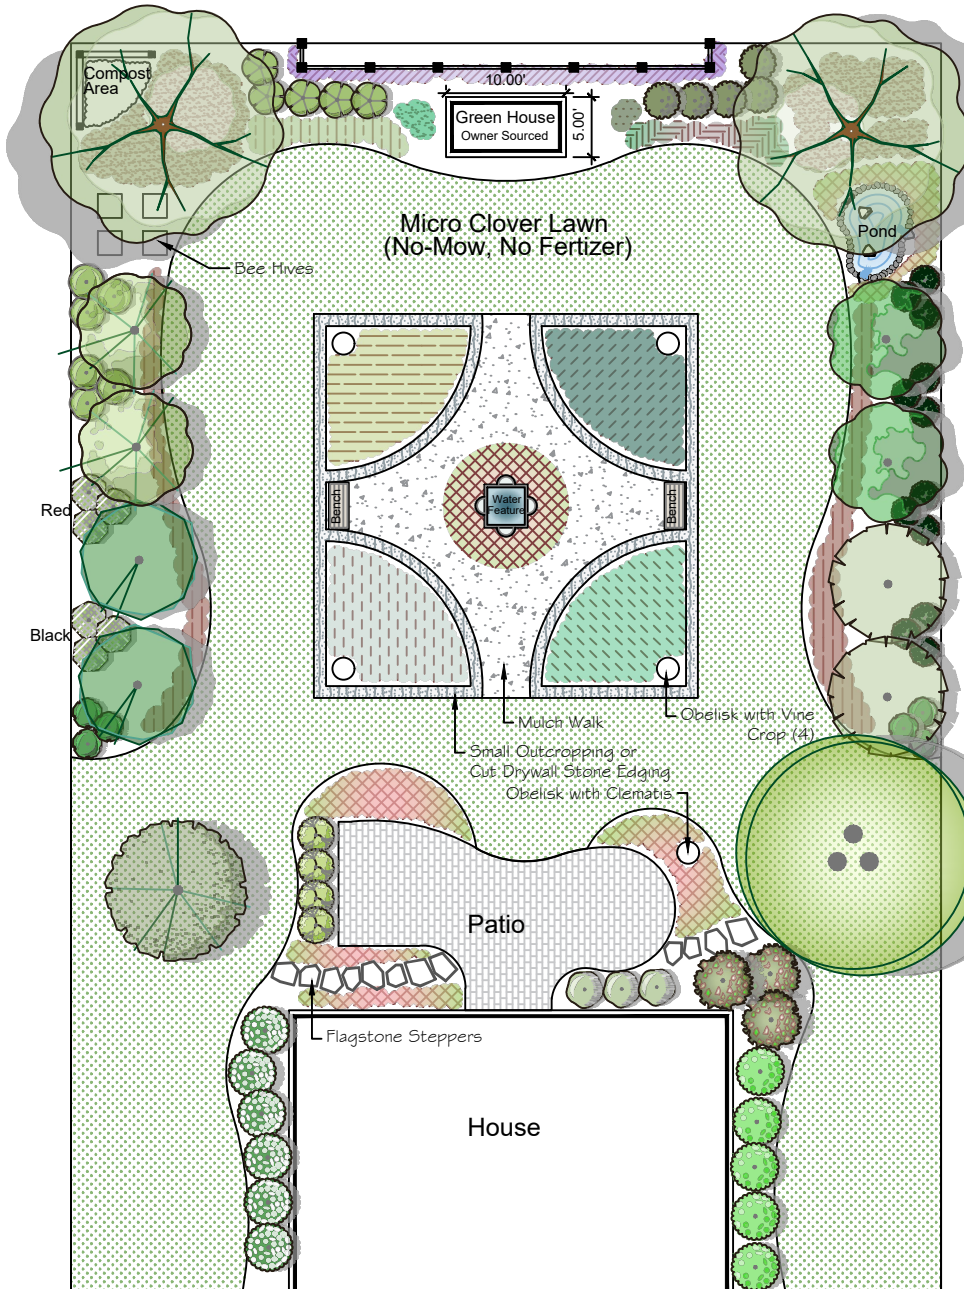 Compost
Area
10.00'
Green House
Owner Sourced
5.00'
Micro Clover Lawn
(No-Mow, No Fertizer)
Pond
Bee Hives
Bench
Water
Feature
Bench
Red
Black
Mulch Walk
Obelisk with Vine
Crop (4)
Small Outcropping or
Cut Drywall Stone Edging
Obelisk with Clematis
Patio
Flagstone Steppers
House